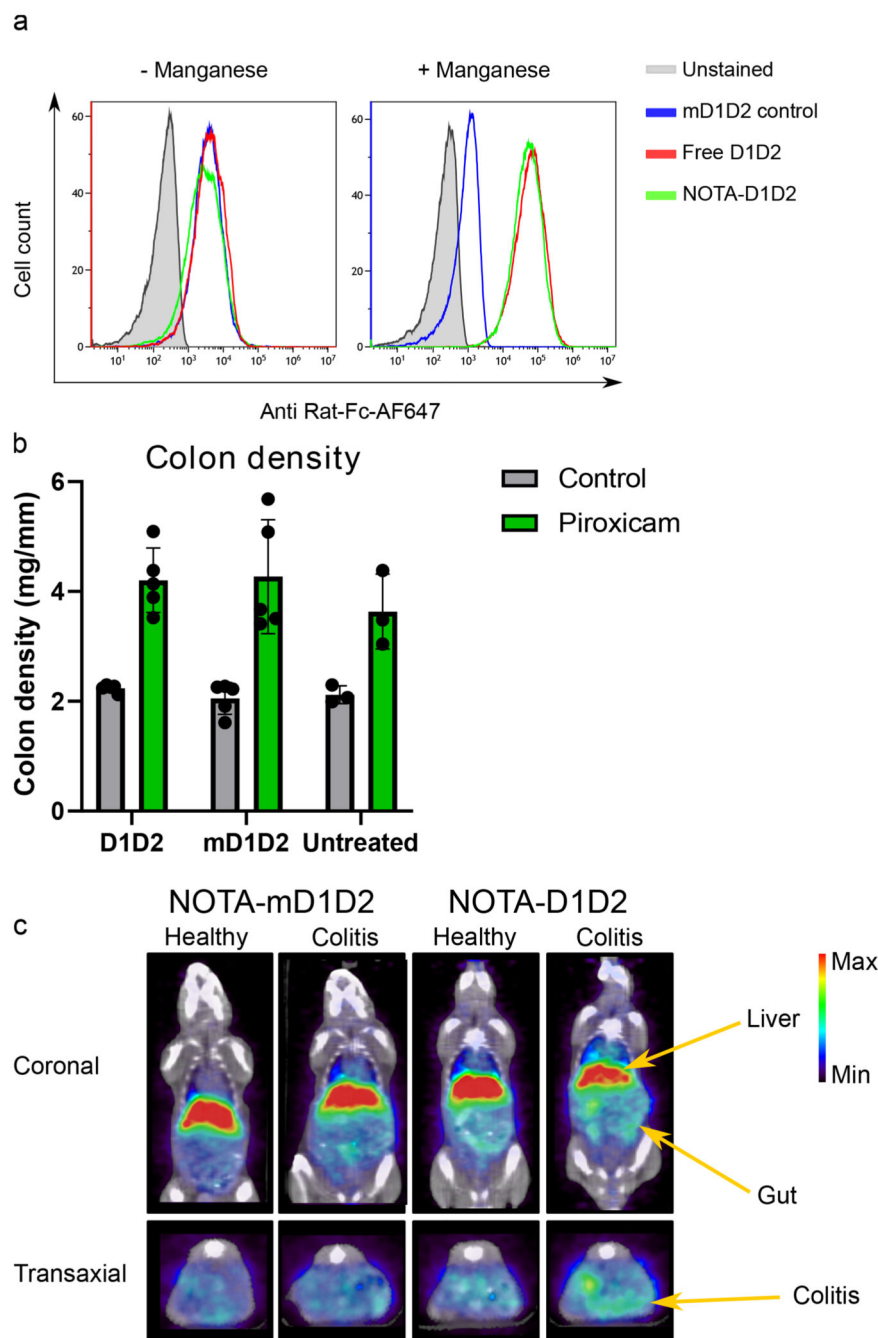 a
- Manganese
+ Manganese
Unstained
mD1D2 control
Free D1D2
NOTA-D1D2
Cell count
60
40
20
0
10¹ 10² 10³ 10⁴ 10⁵ 10⁶ 10⁷
60
40
20
0
10¹ 10² 10³ 10⁴ 10⁵ 10⁶ 10⁷
Anti Rat-Fc-AF647
b
Colon density
Control
Piroxicam
Colon density (mg/mm)
6
4
2
0
D1D2 mD1D2 Untreated
c
NOTA-mD1D2 NOTA-D1D2
Healthy Colitis Healthy Colitis
Max
Min
Liver
Coronal
Gut
Transaxial
Colitis